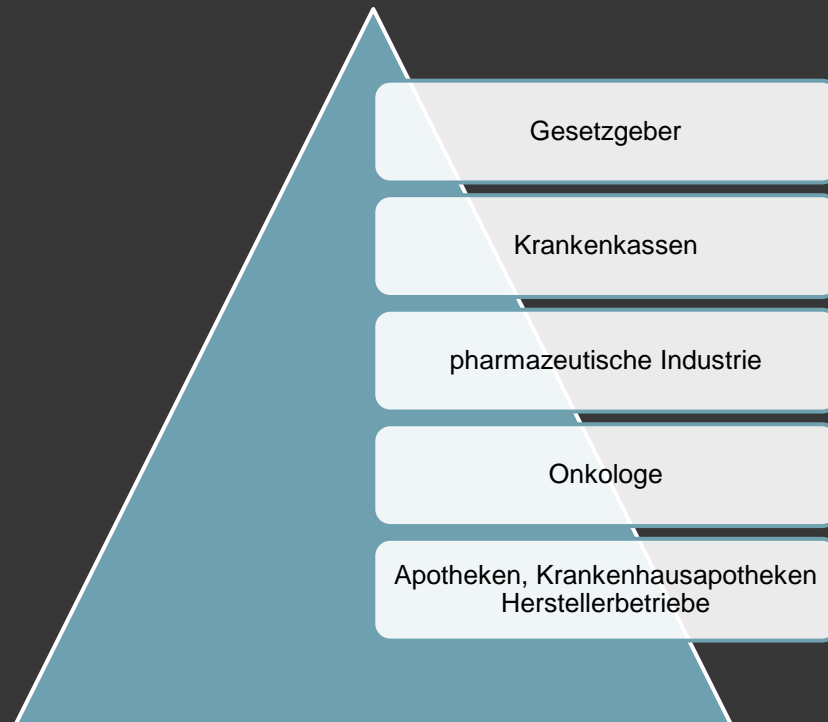 Gesetzgeber
Krankenkassen
pharmazeutische Industrie
Onkologe
Apotheken, Krankenhausapotheken
Herstellerbetriebe